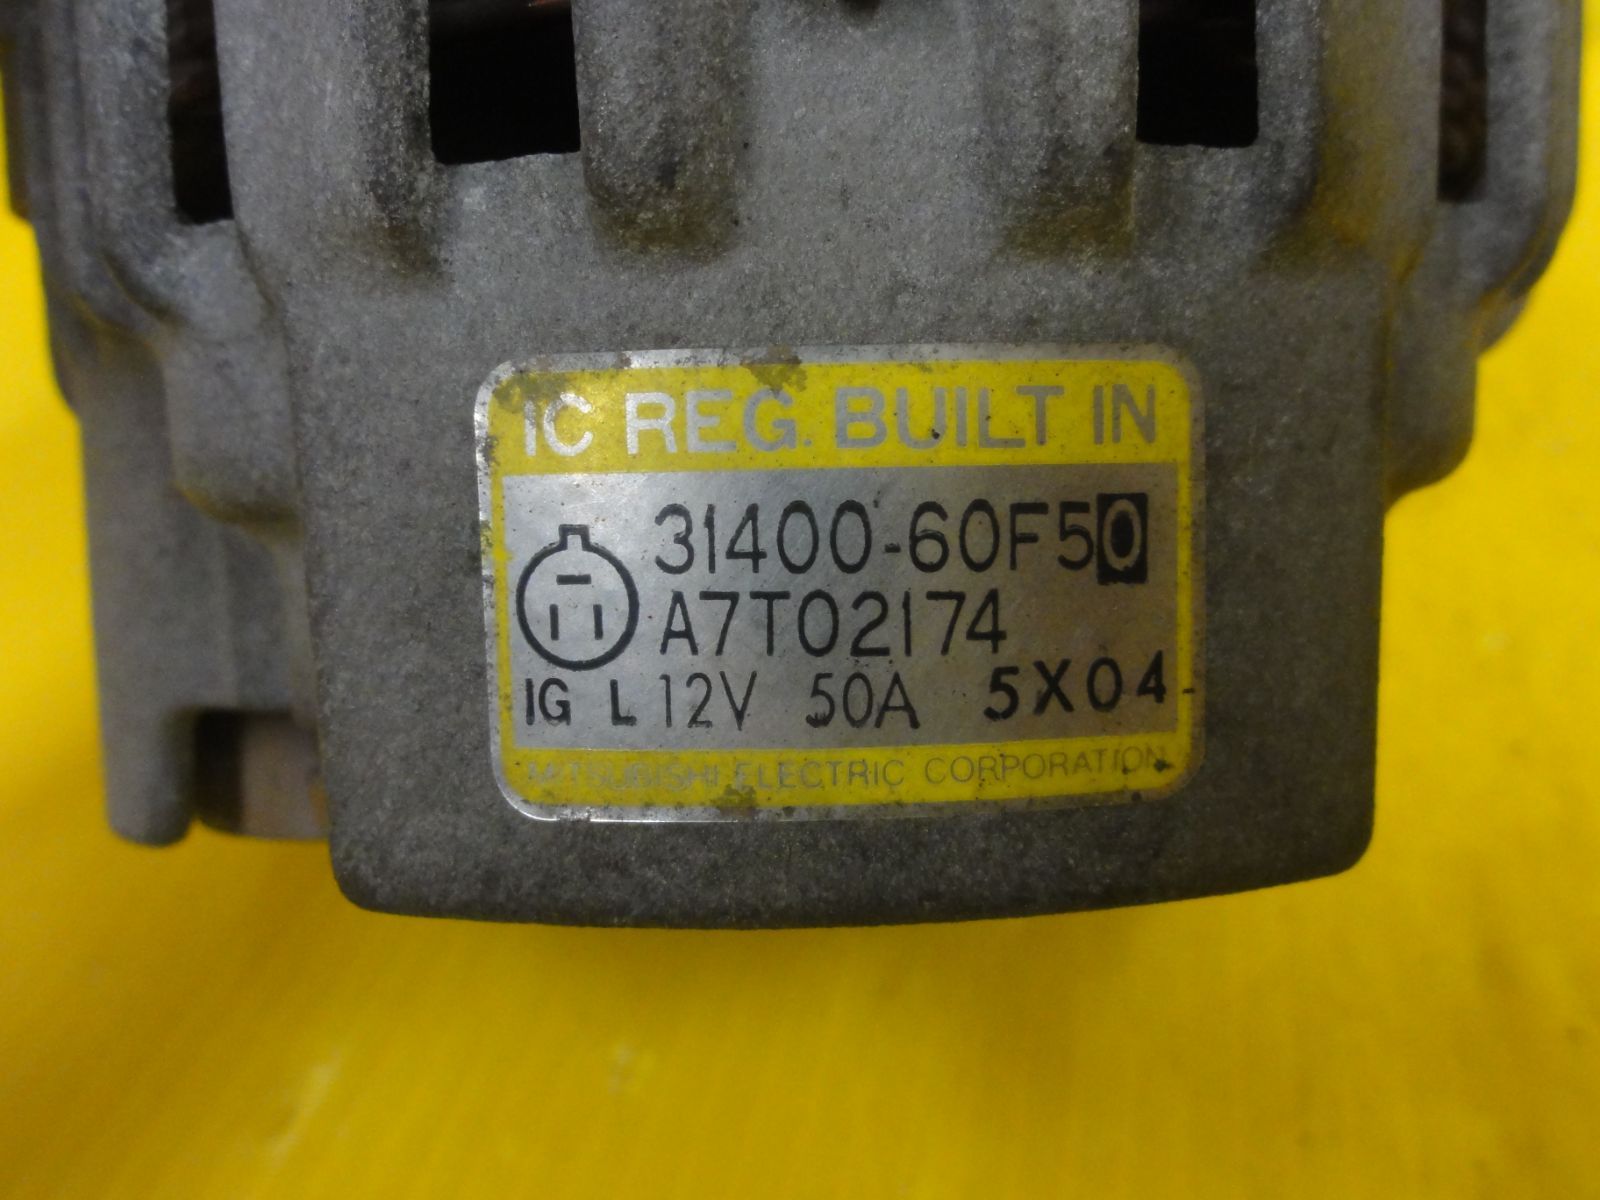 IC REG. BUILT IN
31400-60F50
A7T02174
IG L 12V 50A 5X04
MITSUBISHI ELECTRIC CORPORATION